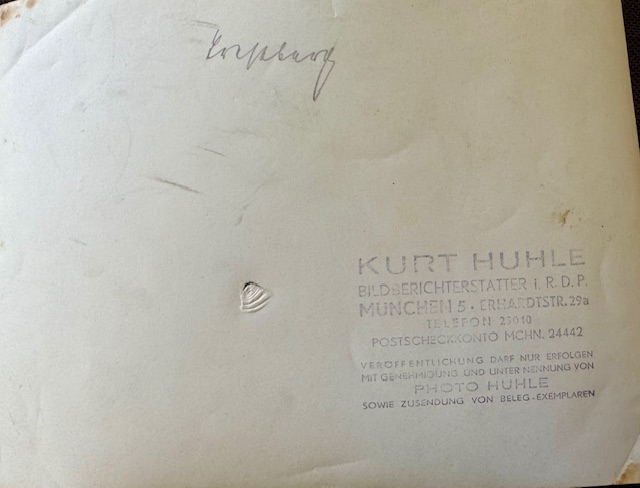 KURT HUHLE
BILDBERICHTERSTATTER i. R. D. P.
MÜNCHEN 5 · ERHARDTSTR. 29a
TELEFON 25010
POSTSCHECKKONTO MCHN. 24442
VERÖFFENTLICHUNG DARF NUR ERFOLGEN
MIT GENEHMIGUNG UND UNTER NENNUNG VON
PHOTO HUHLE
SOWIE ZUSENDUNG VON BELEG-EXEMPLAREN